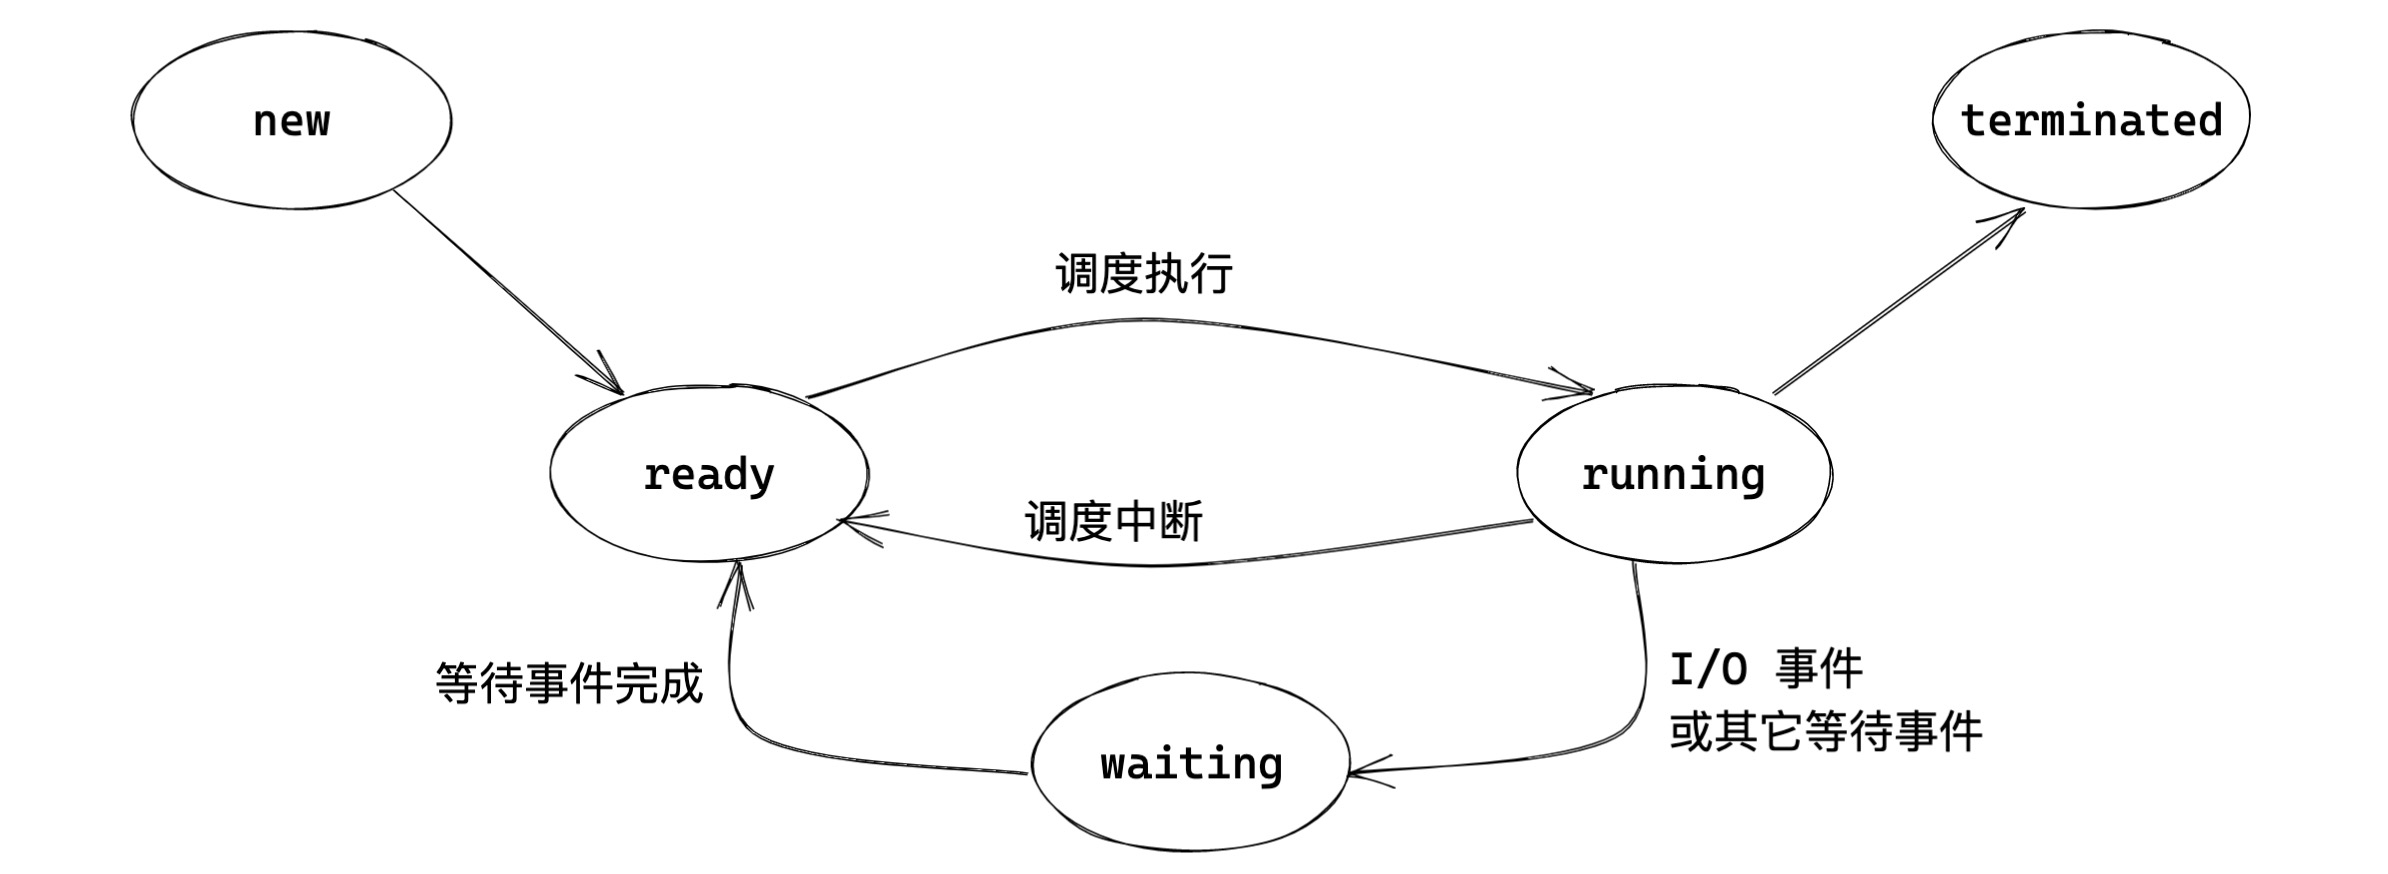 new
terminated
调度执行
ready
running
调度中断
等待事件完成
I/O 事件
或其它等待事件
waiting